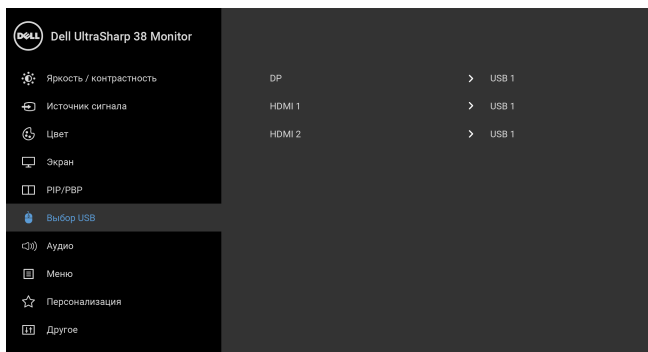 DELL Dell UltraSharp 38 Monitor
Яркость / контрастность
DP USB 1
Источник сигнала
HDMI 1 USB 1
Цвет
HDMI 2 USB 1
Экран
PIP/PBP
Выбор USB
Аудио
Меню
Персонализация
Другое